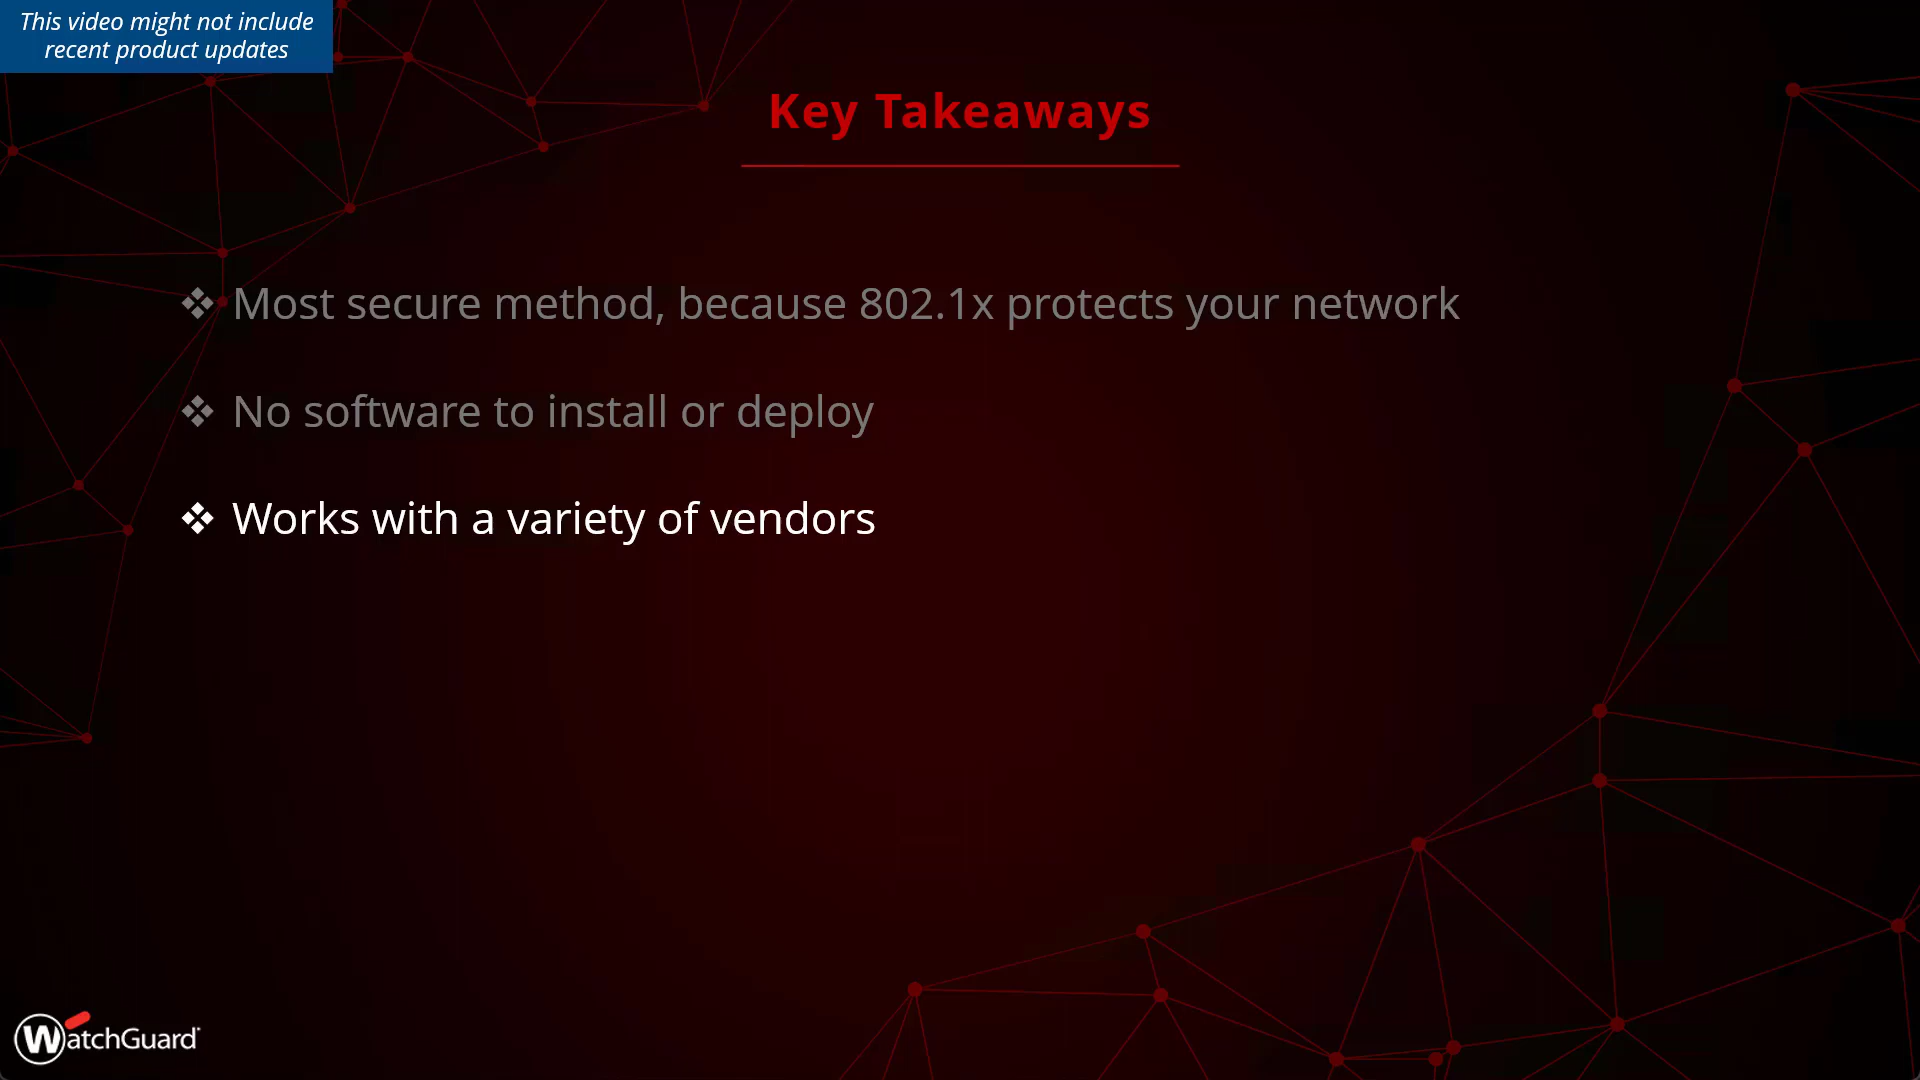 This video might not include
recent product updates
Key Takeaways
❖ Most secure method, because 802.1x protects your network
❖ No software to install or deploy
❖ Works with a variety of vendors
WatchGuard